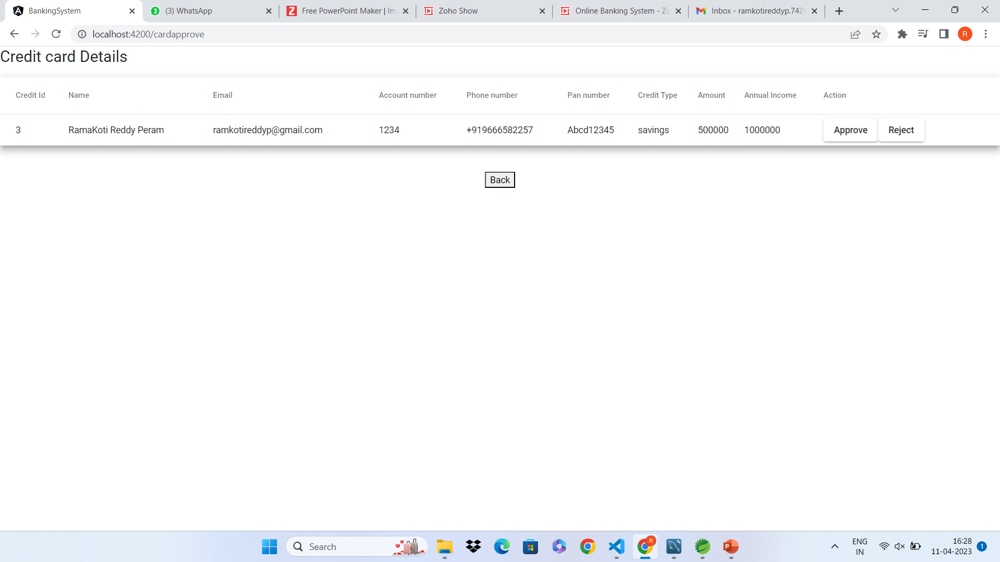 BankingSystem
(3) WhatsApp
Free PowerPoint Maker | Im
Zoho Show
Online Banking System - Zo
Inbox - ramkotireddyp.742
localhost:4200/cardapprove
R
Credit card Details
Credit Id Name Email Account number Phone number Pan number Credit Type Amount Annual Income Action
3 RamaKoti Reddy Peram ramkotireddyp@gmail.com 1234 +919666582257 Abcd12345 savings 500000 1000000 Approve Reject
Back
Search
ENG
IN
16:28
11-04-2023
1